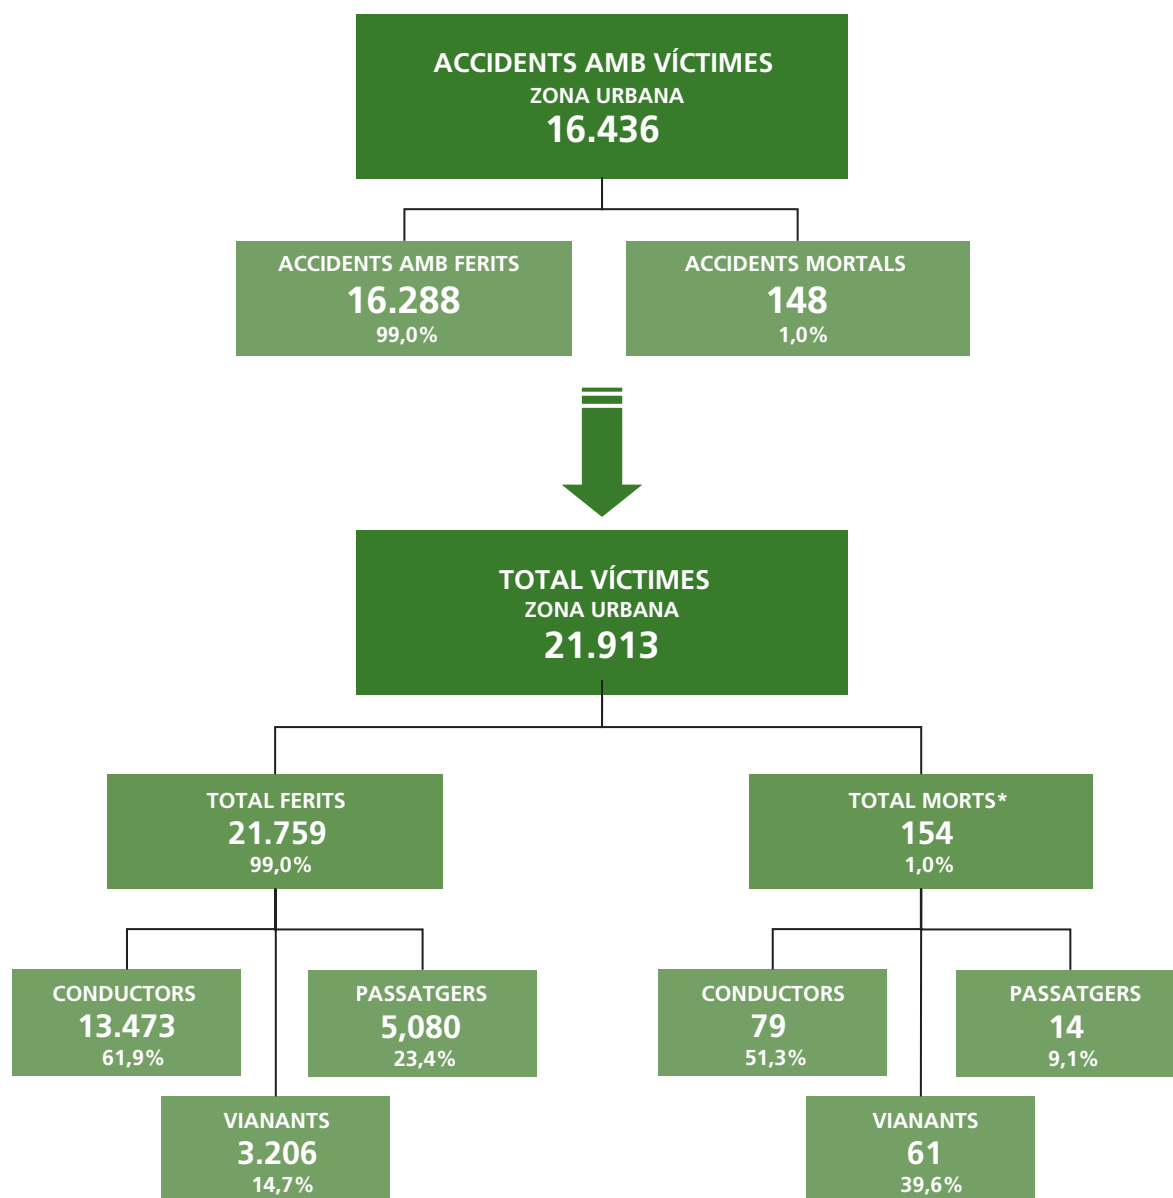 ACCIDENTS AMB VÍCTIMES
ZONA URBANA
16.436
ACCIDENTS AMB FERITS
16.288
99,0%
ACCIDENTS MORTALS
148
1,0%
TOTAL VÍCTIMES
ZONA URBANA
21.913
TOTAL FERITS
21.759
99,0%
TOTAL MORTS*
154
1,0%
CONDUCTORS
13.473
61,9%
PASSATGERS
5,080
23,4%
VIANANTS
3.206
14,7%
CONDUCTORS
79
51,3%
PASSATGERS
14
9,1%
VIANANTS
61
39,6%